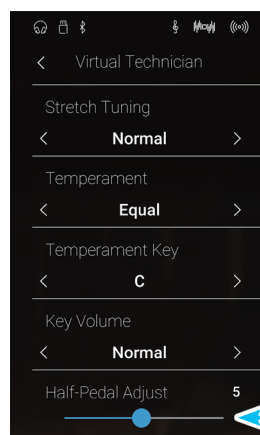 < Virtual Technician
Stretch Tuning
< Normal >
Temperament
< Equal >
Temperament Key
< C >
Key Volume
< Normal >
Half-Pedal Adjust 5